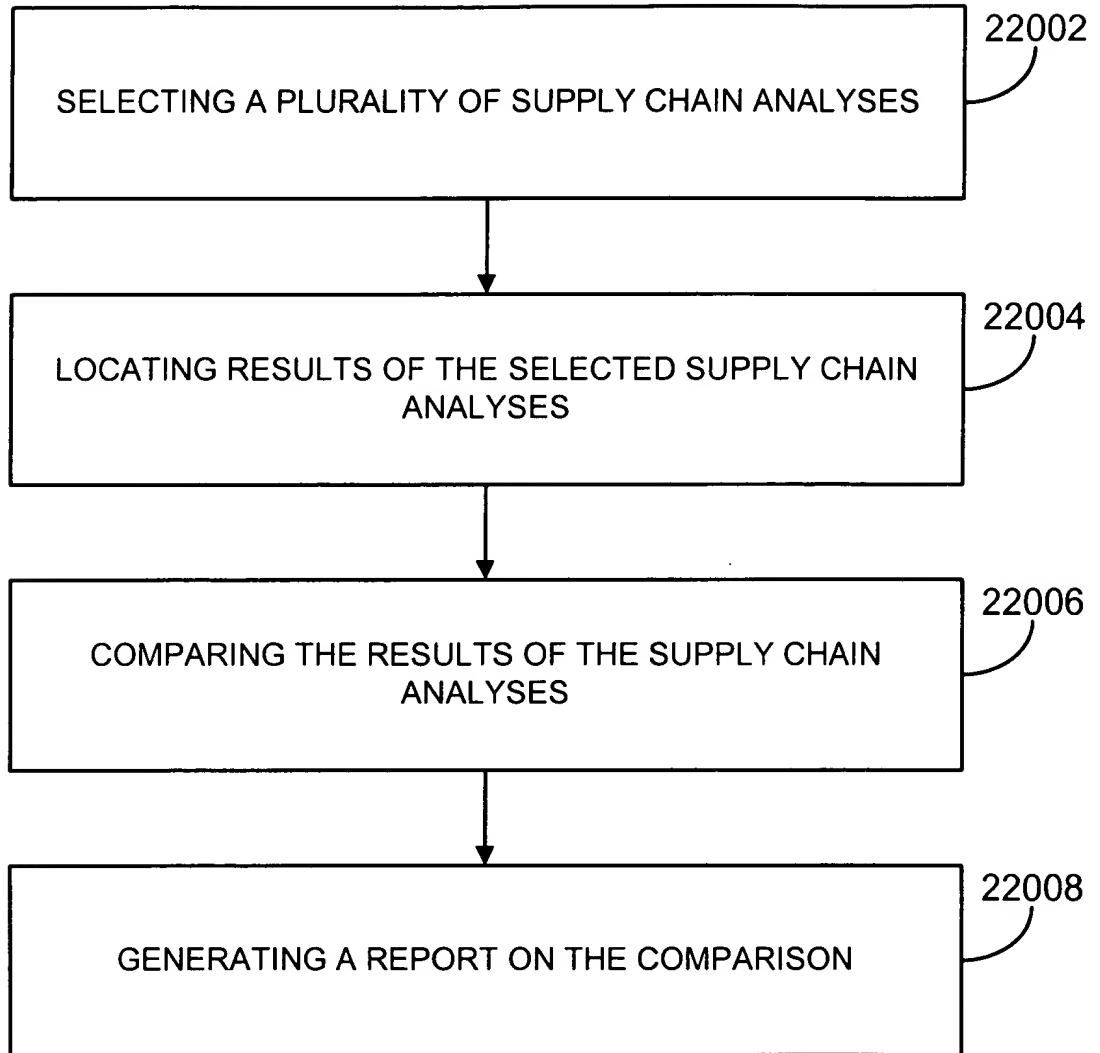 22002
SELECTING A PLURALITY OF SUPPLY CHAIN ANALYSES
22004
LOCATING RESULTS OF THE SELECTED SUPPLY CHAIN
ANALYSES
22006
COMPARING THE RESULTS OF THE SUPPLY CHAIN
ANALYSES
22008
GENERATING A REPORT ON THE COMPARISON